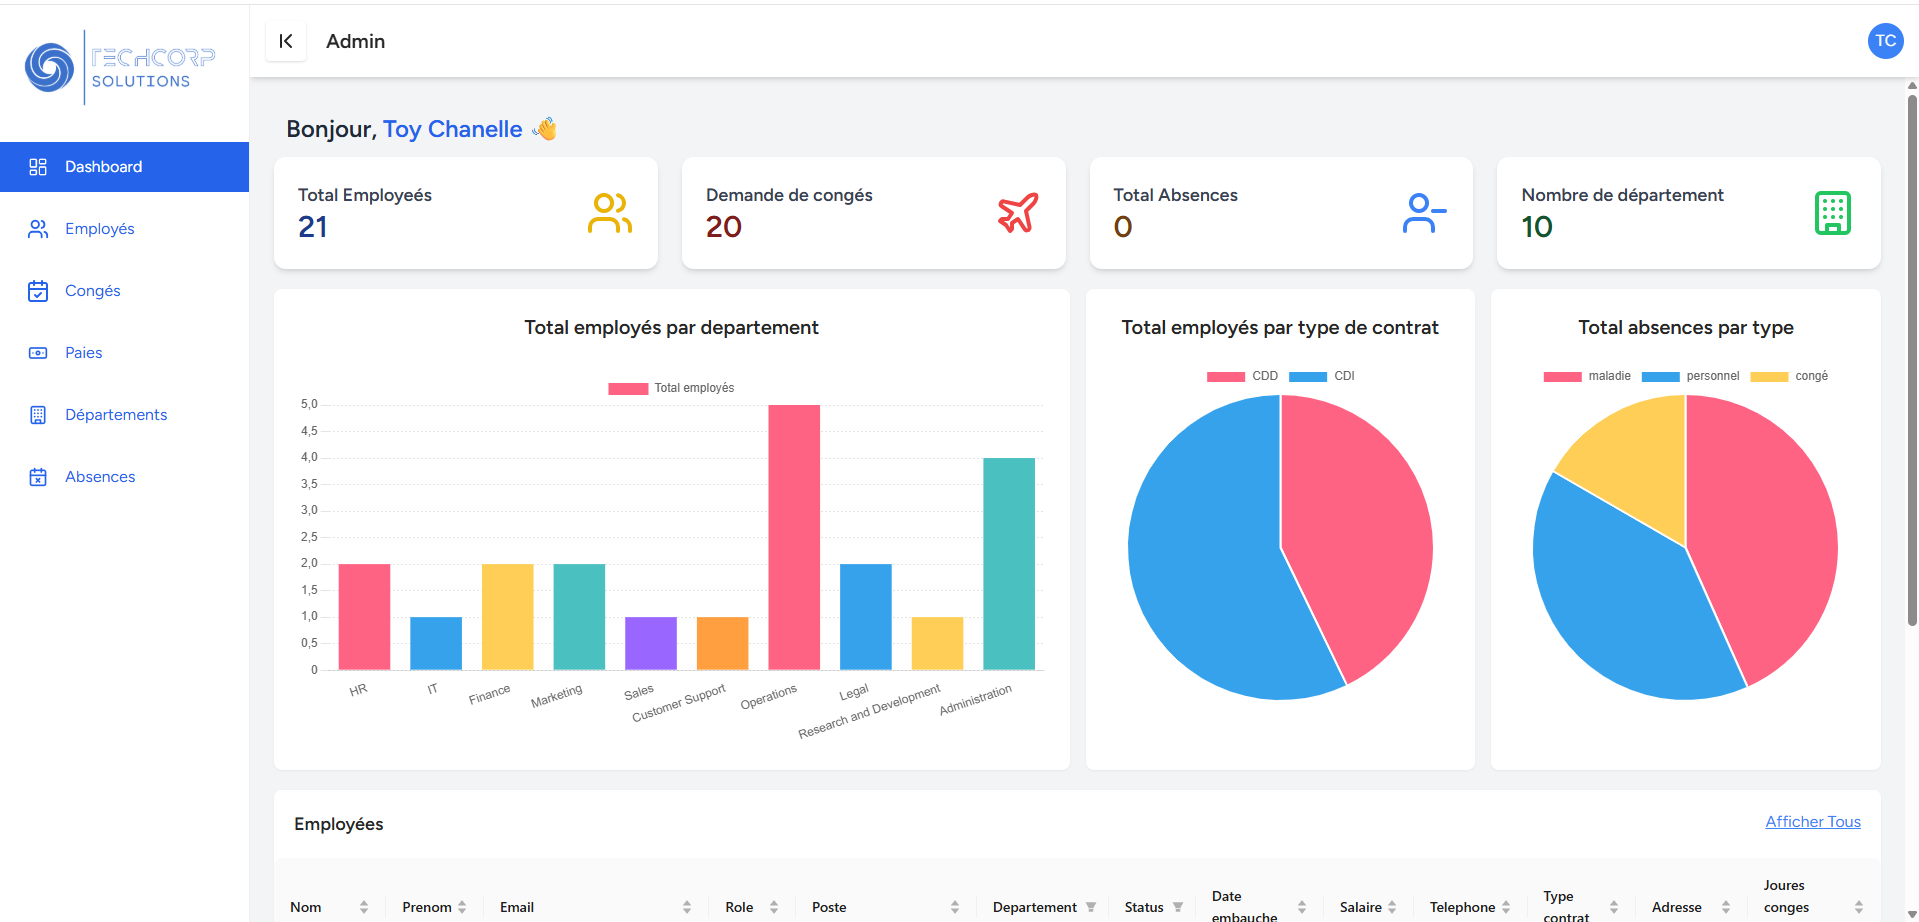 TECHCORP
SOLUTIONS
Admin
TC
Dashboard
Employés
Congés
Paies
Départements
Absences
Bonjour, Toy Chanelle 👋
Total Employeés
21
Demande de congés
20
Total Absences
0
Nombre de département
10
Total employés par departement
Total employés
5,0
4,5
4,0
3,5
3,0
2,5
2,0
1,5
1,0
0,5
0
HR
IT
Finance
Marketing
Sales
Customer Support
Operations
Legal
Research and Development
Administration
Total employés par type de contrat
CDD CDI
Total absences par type
maladie personnel congé
Employées
Afficher Tous
Nom
Prenom
Email
Role
Poste
Departement
Status
Date
embauche
Salaire
Telephone
Type
contrat
Adresse
Joures
conges